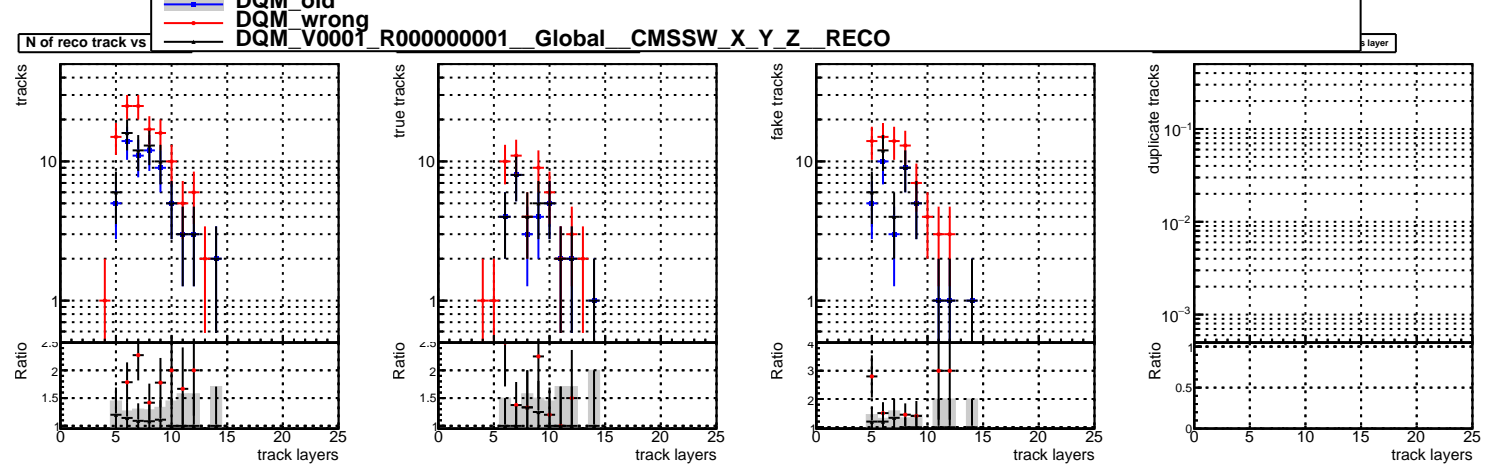 DQM_old
DQM_wrong
DQM_V0001_R000000001__Global__CMSSW_X_Y_Z__RECO
N of reco track vs
s layer
tracks
10
1
Ratio
2.5
2
1.5
1
0 5 10 15 20 25
track layers
true tracks
10
1
Ratio
2.5
2
1.5
1
0 5 10 15 20 25
track layers
fake tracks
10
1
Ratio
4
3
2
1
0 5 10 15 20 25
track layers
duplicate tracks
10⁻¹
10⁻²
10⁻³
Ratio
1
0.5
0
0 5 10 15 20 25
track layers